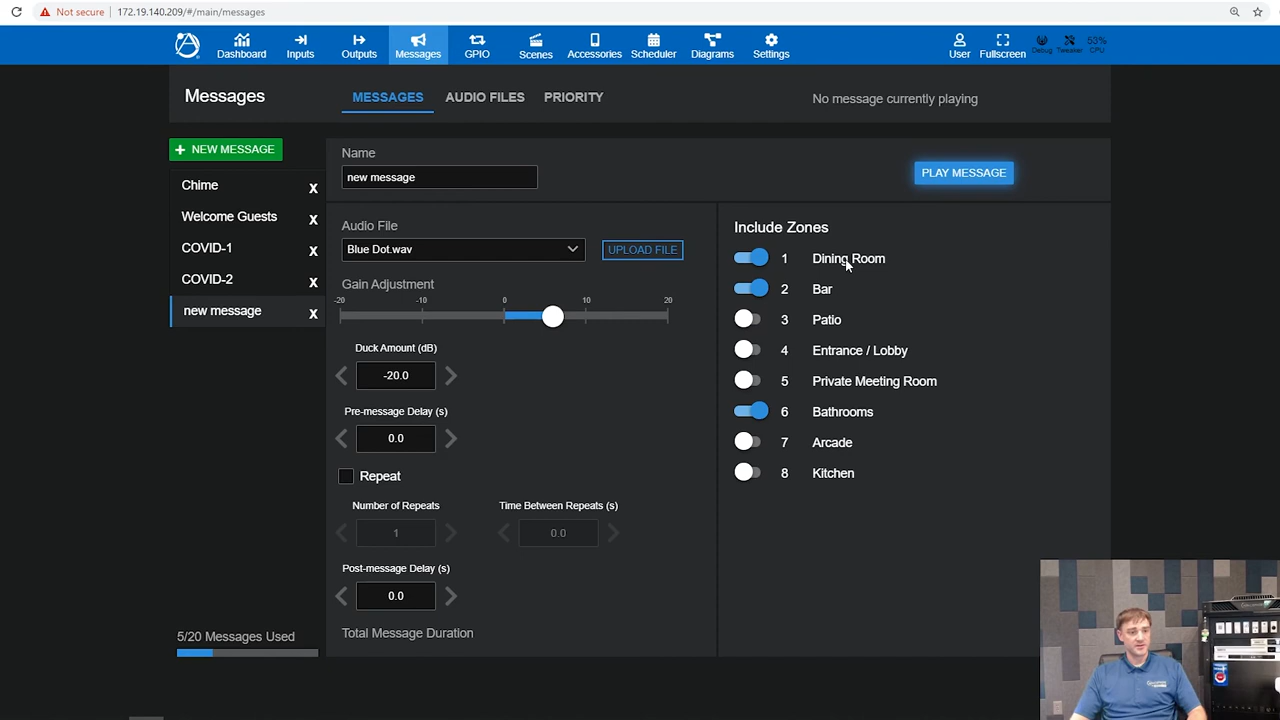 Not secure | 172.19.140.209/#/main/messages
Dashboard Inputs Outputs Messages GPIO Scenes Accessories Scheduler Diagrams Settings User Fullscreen Debug Tweaker 53% CPU
Messages MESSAGES AUDIO FILES PRIORITY No message currently playing
+ NEW MESSAGE
Chime x
Welcome Guests x
COVID-1 x
COVID-2 x
new message x
5/20 Messages Used
Name
new message
PLAY MESSAGE
Audio File
Blue Dot.wav UPLOAD FILE
Gain Adjustment
-20 -10 0 10 20
Duck Amount (dB)
-20.0
Pre-message Delay (s)
0.0
Repeat
Number of Repeats Time Between Repeats (s)
1 0.0
Post-message Delay (s)
0.0
Total Message Duration
Include Zones
1 Dining Room
2 Bar
3 Patio
4 Entrance / Lobby
5 Private Meeting Room
6 Bathrooms
7 Arcade
8 Kitchen